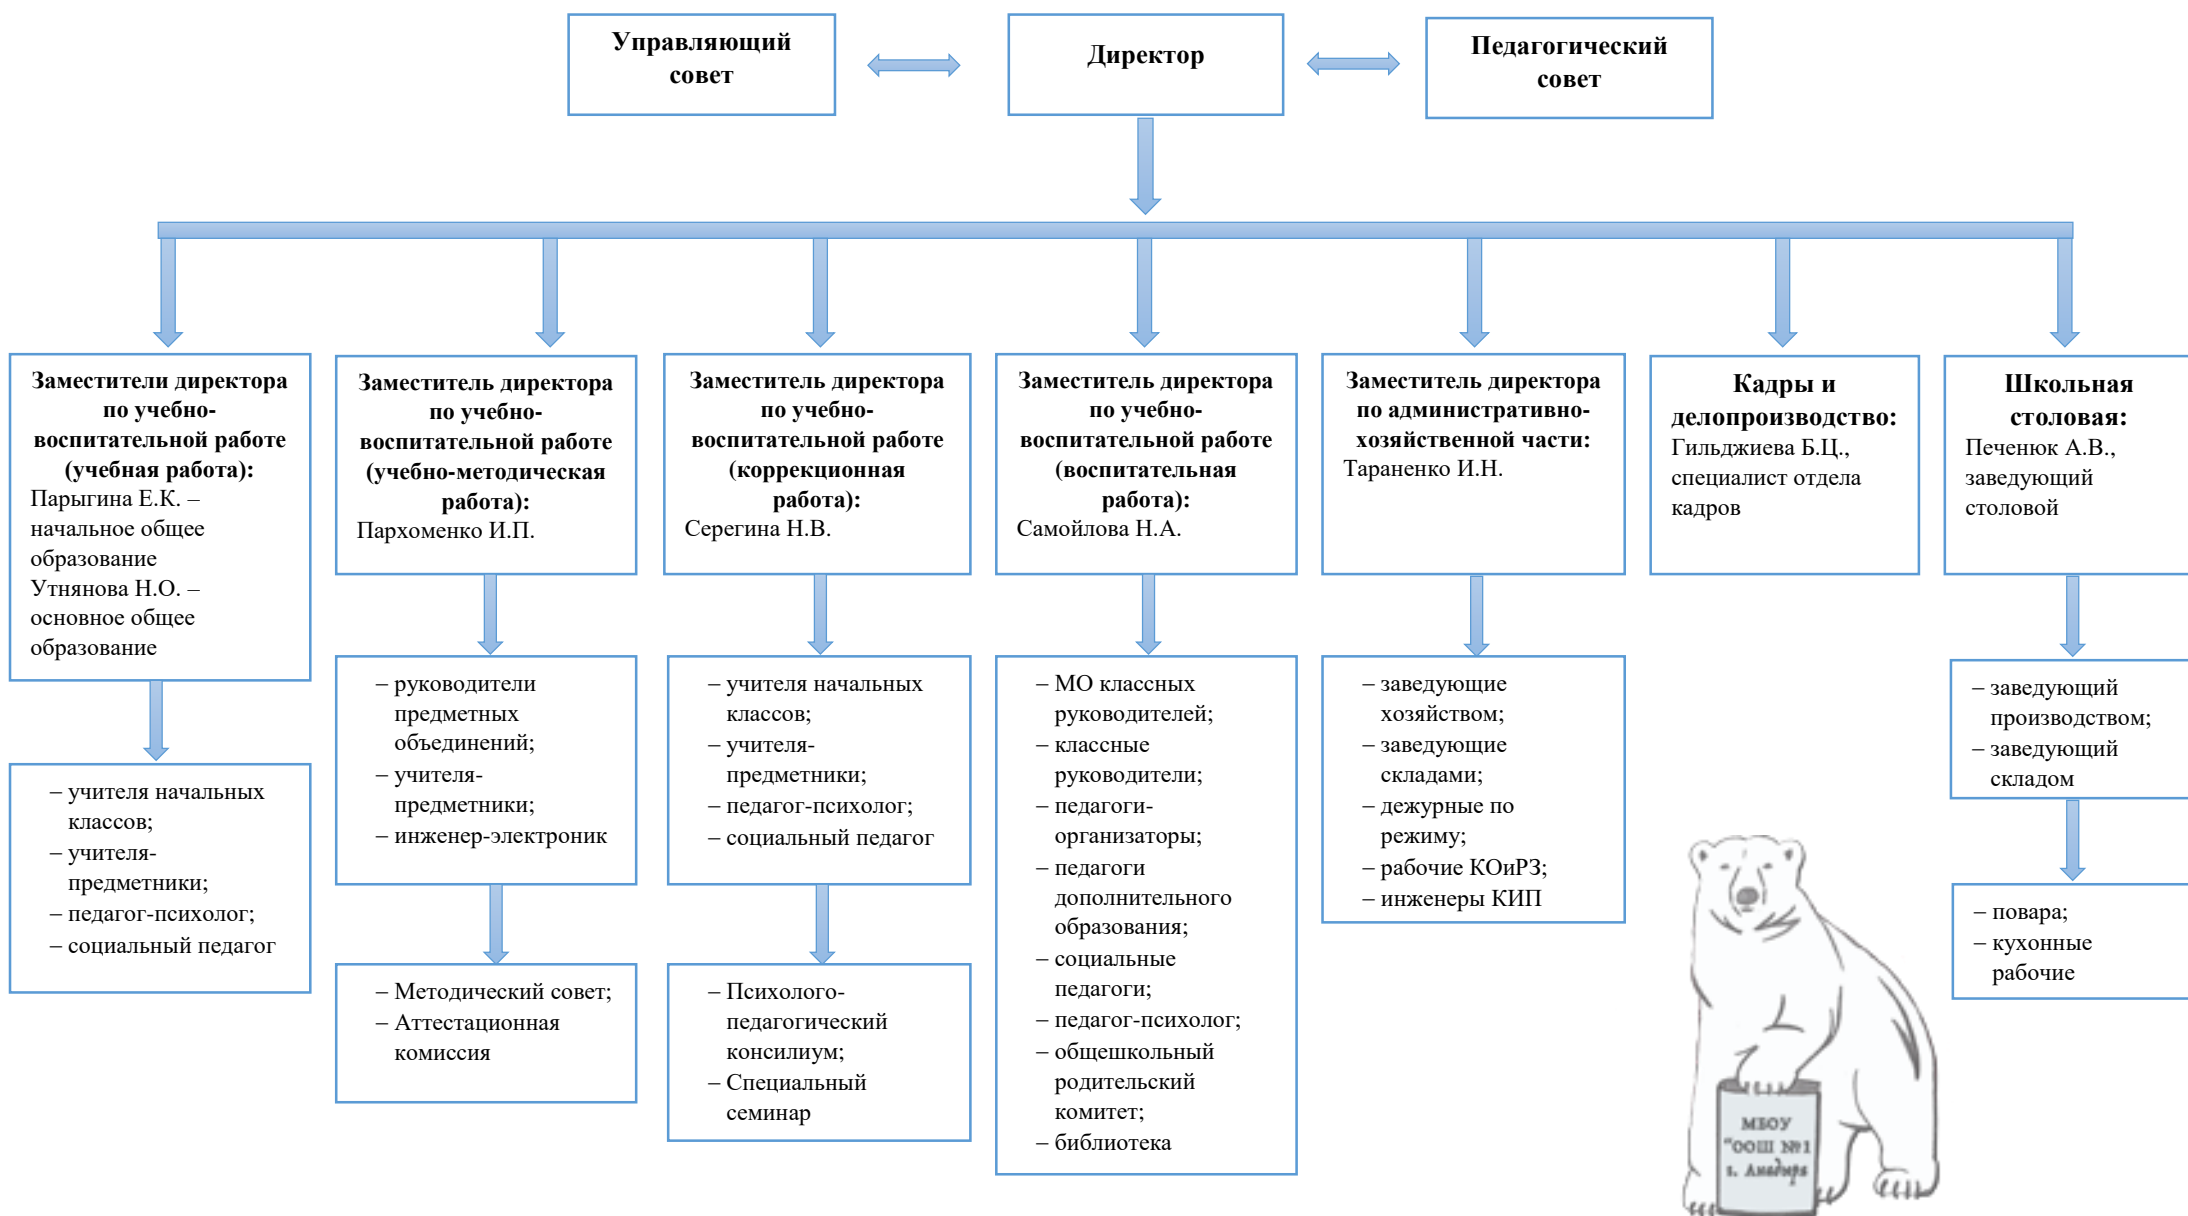 Управляющий
совет
Директор
Педагогический
совет
Заместители директора
по учебно-
воспитательной работе
(учебная работа):
Парыгина Е.К. –
начальное общее
образование
Утнянова Н.О. –
основное общее
образование
Заместитель директора
по учебно-
воспитательной работе
(учебно-методическая
работа):
Пархоменко И.П.
Заместитель директора
по учебно-
воспитательной работе
(коррекционная
работа):
Серегина Н.В.
Заместитель директора
по учебно-
воспитательной работе
(воспитательная
работа):
Самойлова Н.А.
Заместитель директора
по административно-
хозяйственной части:
Тараненко И.Н.
Кадры и
делопроизводство:
Гильджиева Б.Ц.,
специалист отдела
кадров
Школьная
столовая:
Печенюк А.В.,
заведующий
столовой
– учителя начальных
классов;
– учителя-
предметники;
– педагог-психолог;
– социальный педагог
– руководители
предметных
объединений;
– учителя-
предметники;
– инженер-электроник
– Методический совет;
– Аттестационная
комиссия
– учителя начальных
классов;
– учителя-
предметники;
– педагог-психолог;
– социальный педагог
– Психолого-
педагогический
консилиум;
– Специальный
семинар
– МО классных
руководителей;
– классные
руководители;
– педагоги-
организаторы;
– педагоги
дополнительного
образования;
– социальные
педагоги;
– педагог-психолог;
– общешкольный
родительский
комитет;
– библиотека
– заведующие
хозяйством;
– заведующие
складами;
– дежурные по
режиму;
– рабочие КОиРЗ;
– инженеры КИП
– заведующий
производством;
– заведующий
складом
– повара;
– кухонные
рабочие
МБОУ
"ООШ №1
г. Анадыря